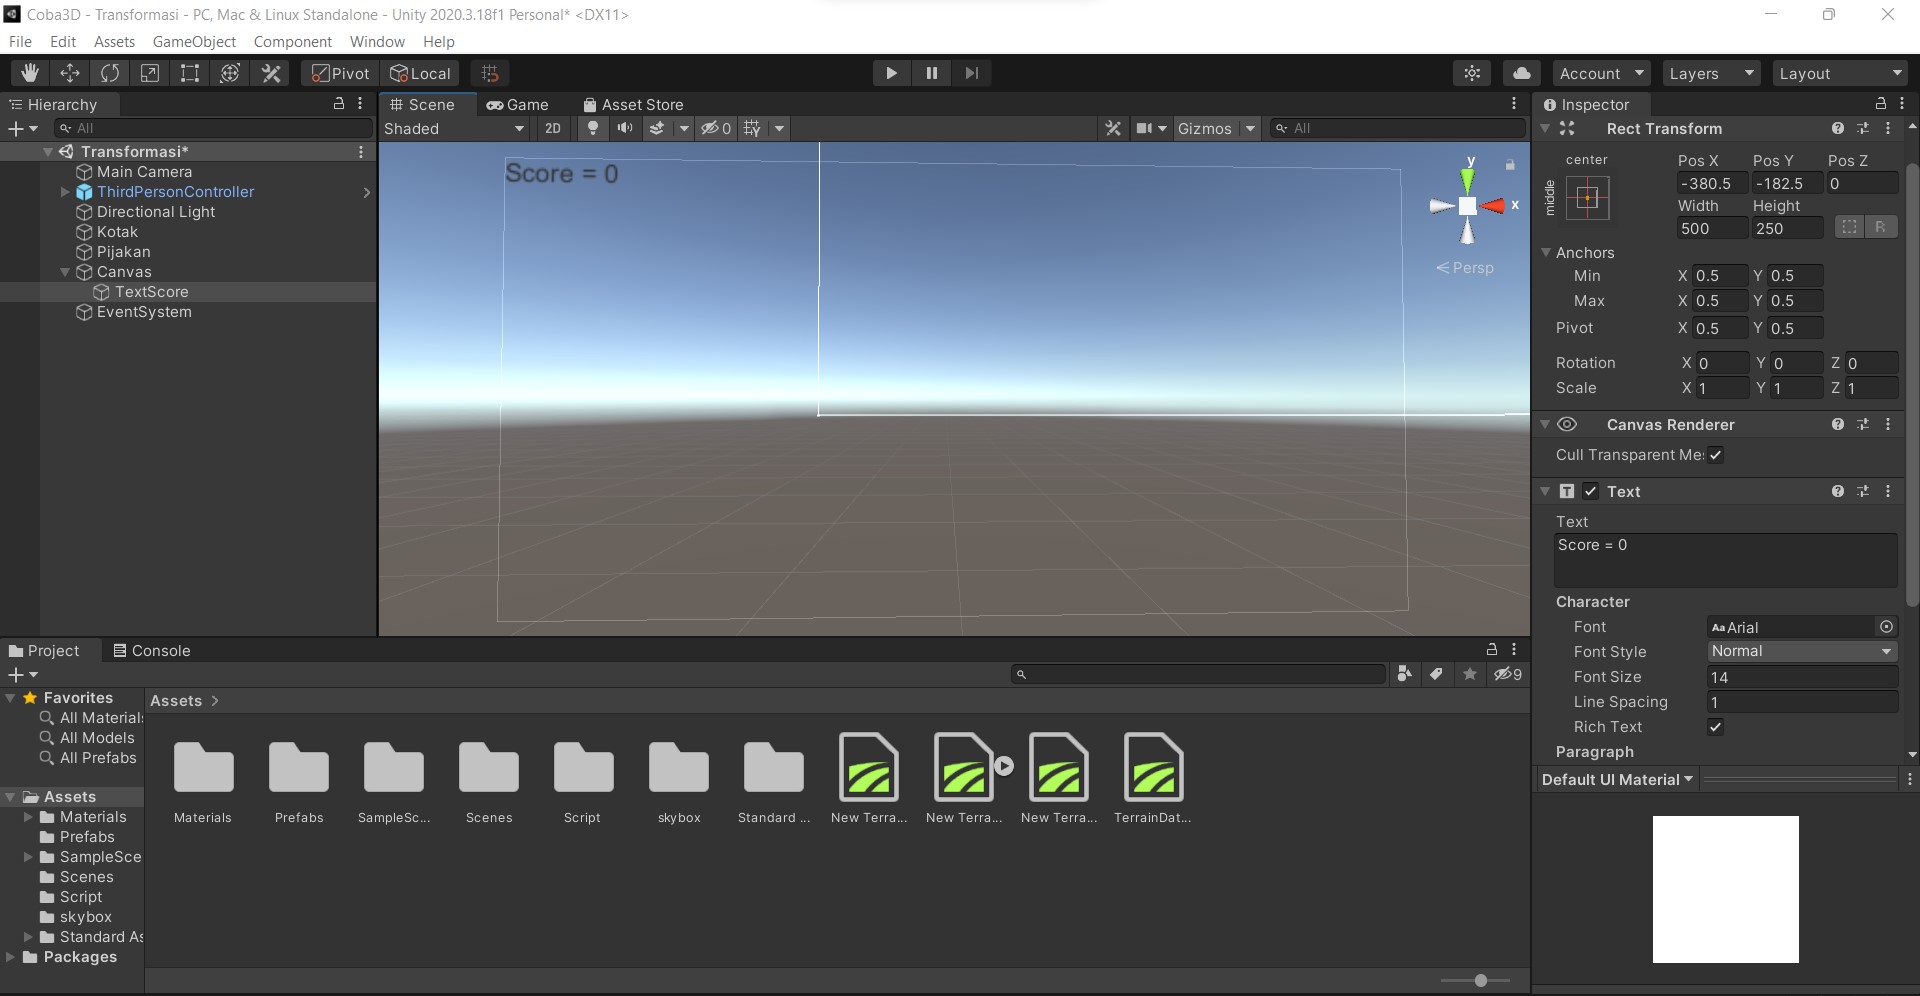 Coba3D - Transformasi - PC, Mac & Linux Standalone - Unity 2020.3.18f1 Personal* <DX11>
File Edit Assets GameObject Component Window Help
Pivot Local Account Layers Layout
Hierarchy
All
Transformasi*
Main Camera
ThirdPersonController
Directional Light
Kotak
Pijakan
Canvas
TextScore
EventSystem
Scene Game Asset Store
Shaded 2D 0 Gizmos All
Score = 0
y
x
Persp
Inspector
Rect Transform
center
middle
Pos X Pos Y Pos Z
-380.5 -182.5 0
Width Height
500 250 R
Anchors
Min X 0.5 Y 0.5
Max X 0.5 Y 0.5
Pivot X 0.5 Y 0.5
Rotation X 0 Y 0 Z 0
Scale X 1 Y 1 Z 1
Canvas Renderer
Cull Transparent Me
Text
Text
Score = 0
Character
Font Aa Arial
Font Style Normal
Font Size 14
Line Spacing 1
Rich Text
Paragraph
Default UI Material
Project Console
9
Favorites
All Material
All Models
All Prefabs
Assets
Materials
Prefabs
SampleSce
Scenes
Script
skybox
Standard As
Packages
Assets >
Materials Prefabs SampleSc... Scenes Script skybox Standard ... New Terra... New Terra... New Terra... TerrainDat...